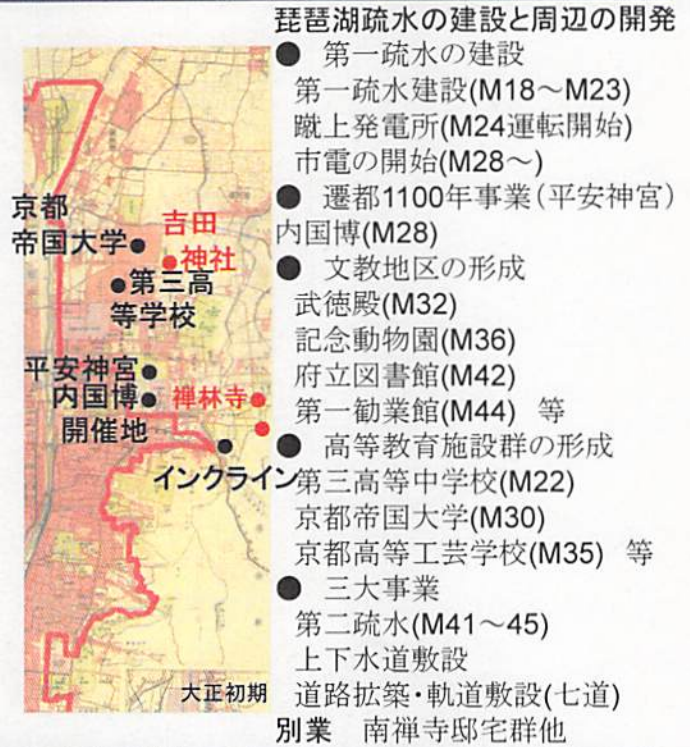 琵琶湖疏水の建設と周辺の開発
● 第一疏水の建設
第一疏水建設(M18～M23)
蹴上発電所(M24運転開始)
市電の開始(M28～)
● 遷都1100年事業(平安神宮)
内国博(M28)
● 文教地区の形成
武徳殿(M32)
記念動物園(M36)
府立図書館(M42)
第一勧業館(M44) 等
● 高等教育施設群の形成
第三高等中学校(M22)
京都帝国大学(M30)
京都高等工芸学校(M35) 等
● 三大事業
第二疏水(M41～45)
上下水道敷設
道路拡築・軌道敷設(七道)
別業 南禅寺邸宅群他
京都
帝国大学●
吉田
●神社
●第三高
等学校
平安神宮●
内国博●
開催地
禅林寺●
インクライン
大正初期